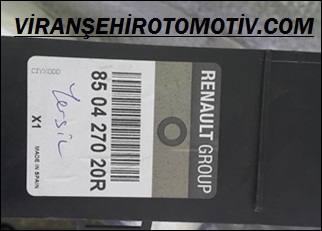 VİRANŞEHİROTOMOTİV.COM
RENAULT GROUP
85 04 270 20R
X1
MADE IN SPAIN